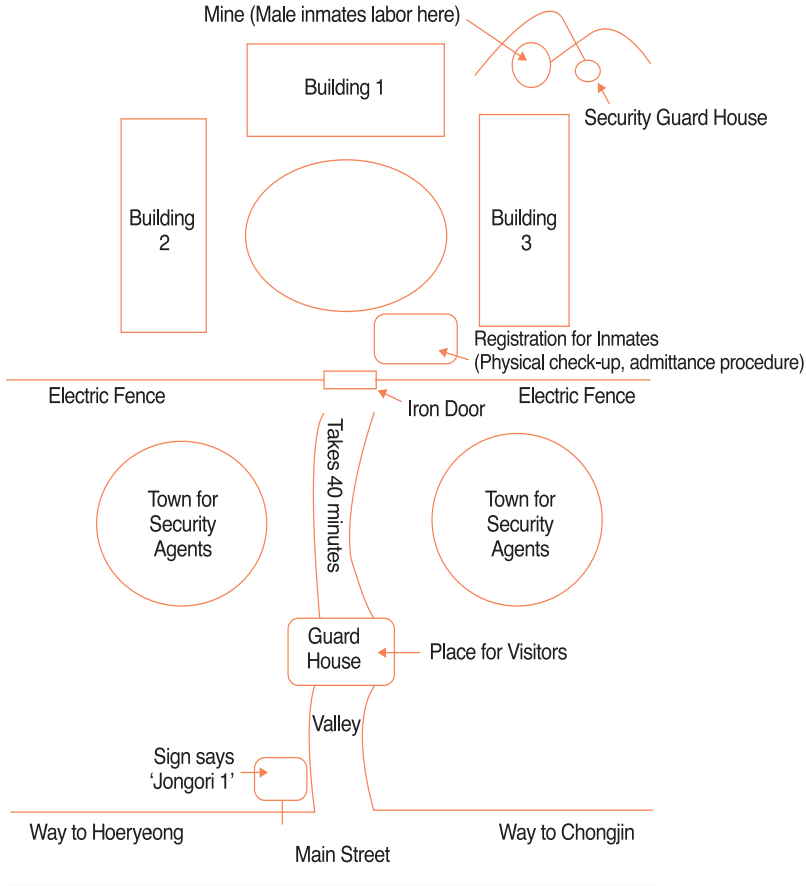 Mine (Male inmates labor here)
Building 1
Security Guard House
Building
2
Building
3
Registration for Inmates
(Physical check-up, admittance procedure)
Electric Fence
Iron Door
Electric Fence
Takes 40 minutes
Town for
Security
Agents
Town for
Security
Agents
Guard
House
Place for Visitors
Valley
Sign says
‘Jongori 1’
Way to Hoeryeong
Main Street
Way to Chongjin